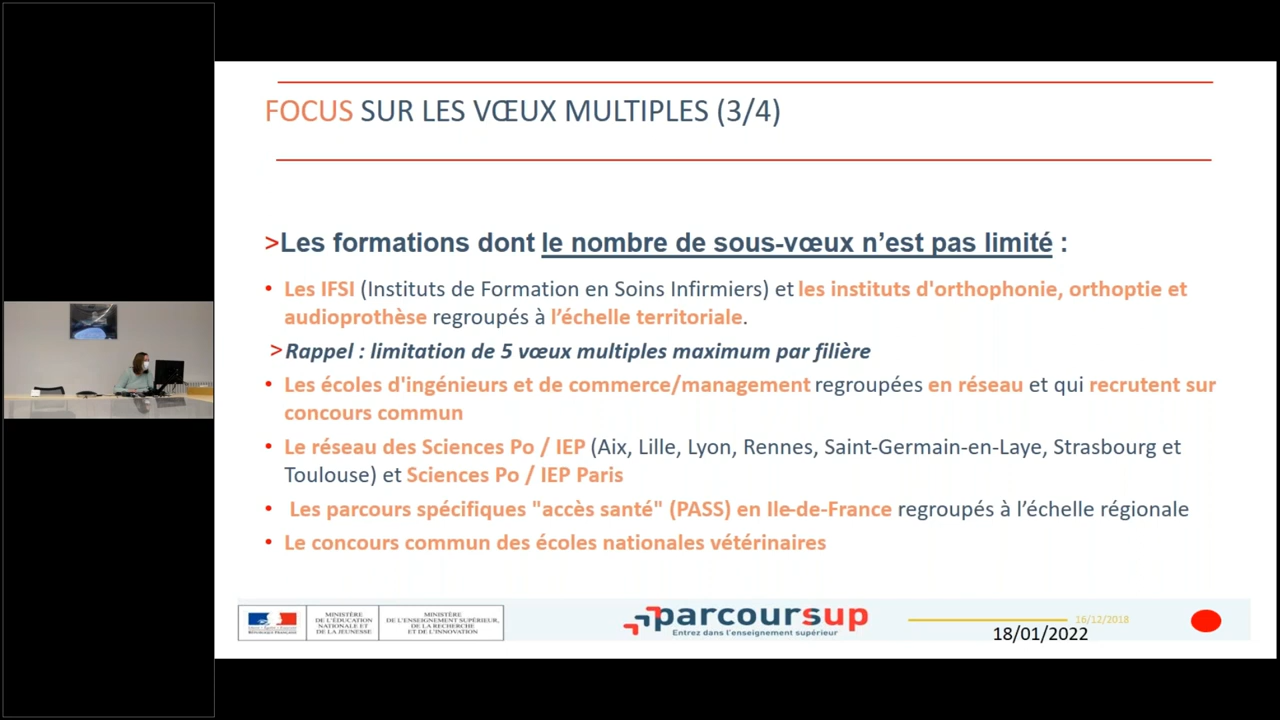 FOCUS SUR LES VŒUX MULTIPLES (3/4)
>Les formations dont le nombre de sous-vœux n’est pas limité :
• Les IFSI (Instituts de Formation en Soins Infirmiers) et les instituts d'orthophonie, orthoptie et
audioprothèse regroupés à l’échelle territoriale.
>Rappel : limitation de 5 vœux multiples maximum par filière
• Les écoles d'ingénieurs et de commerce/management regroupées en réseau et qui recrutent sur
concours commun
• Le réseau des Sciences Po / IEP (Aix, Lille, Lyon, Rennes, Saint-Germain-en-Laye, Strasbourg et
Toulouse) et Sciences Po / IEP Paris
• Les parcours spécifiques "accès santé" (PASS) en Ile-de-France regroupés à l’échelle régionale
• Le concours commun des écoles nationales vétérinaires
RÉPUBLIQUE FRANÇAISE
MINISTÈRE
DE L'ÉDUCATION
NATIONALE ET
DE LA JEUNESSE
MINISTÈRE
DE L'ENSEIGNEMENT SUPÉRIEUR,
DE LA RECHERCHE
ET DE L'INNOVATION
parcoursup
Entrez dans l'enseignement supérieur
16/12/2018
18/01/2022